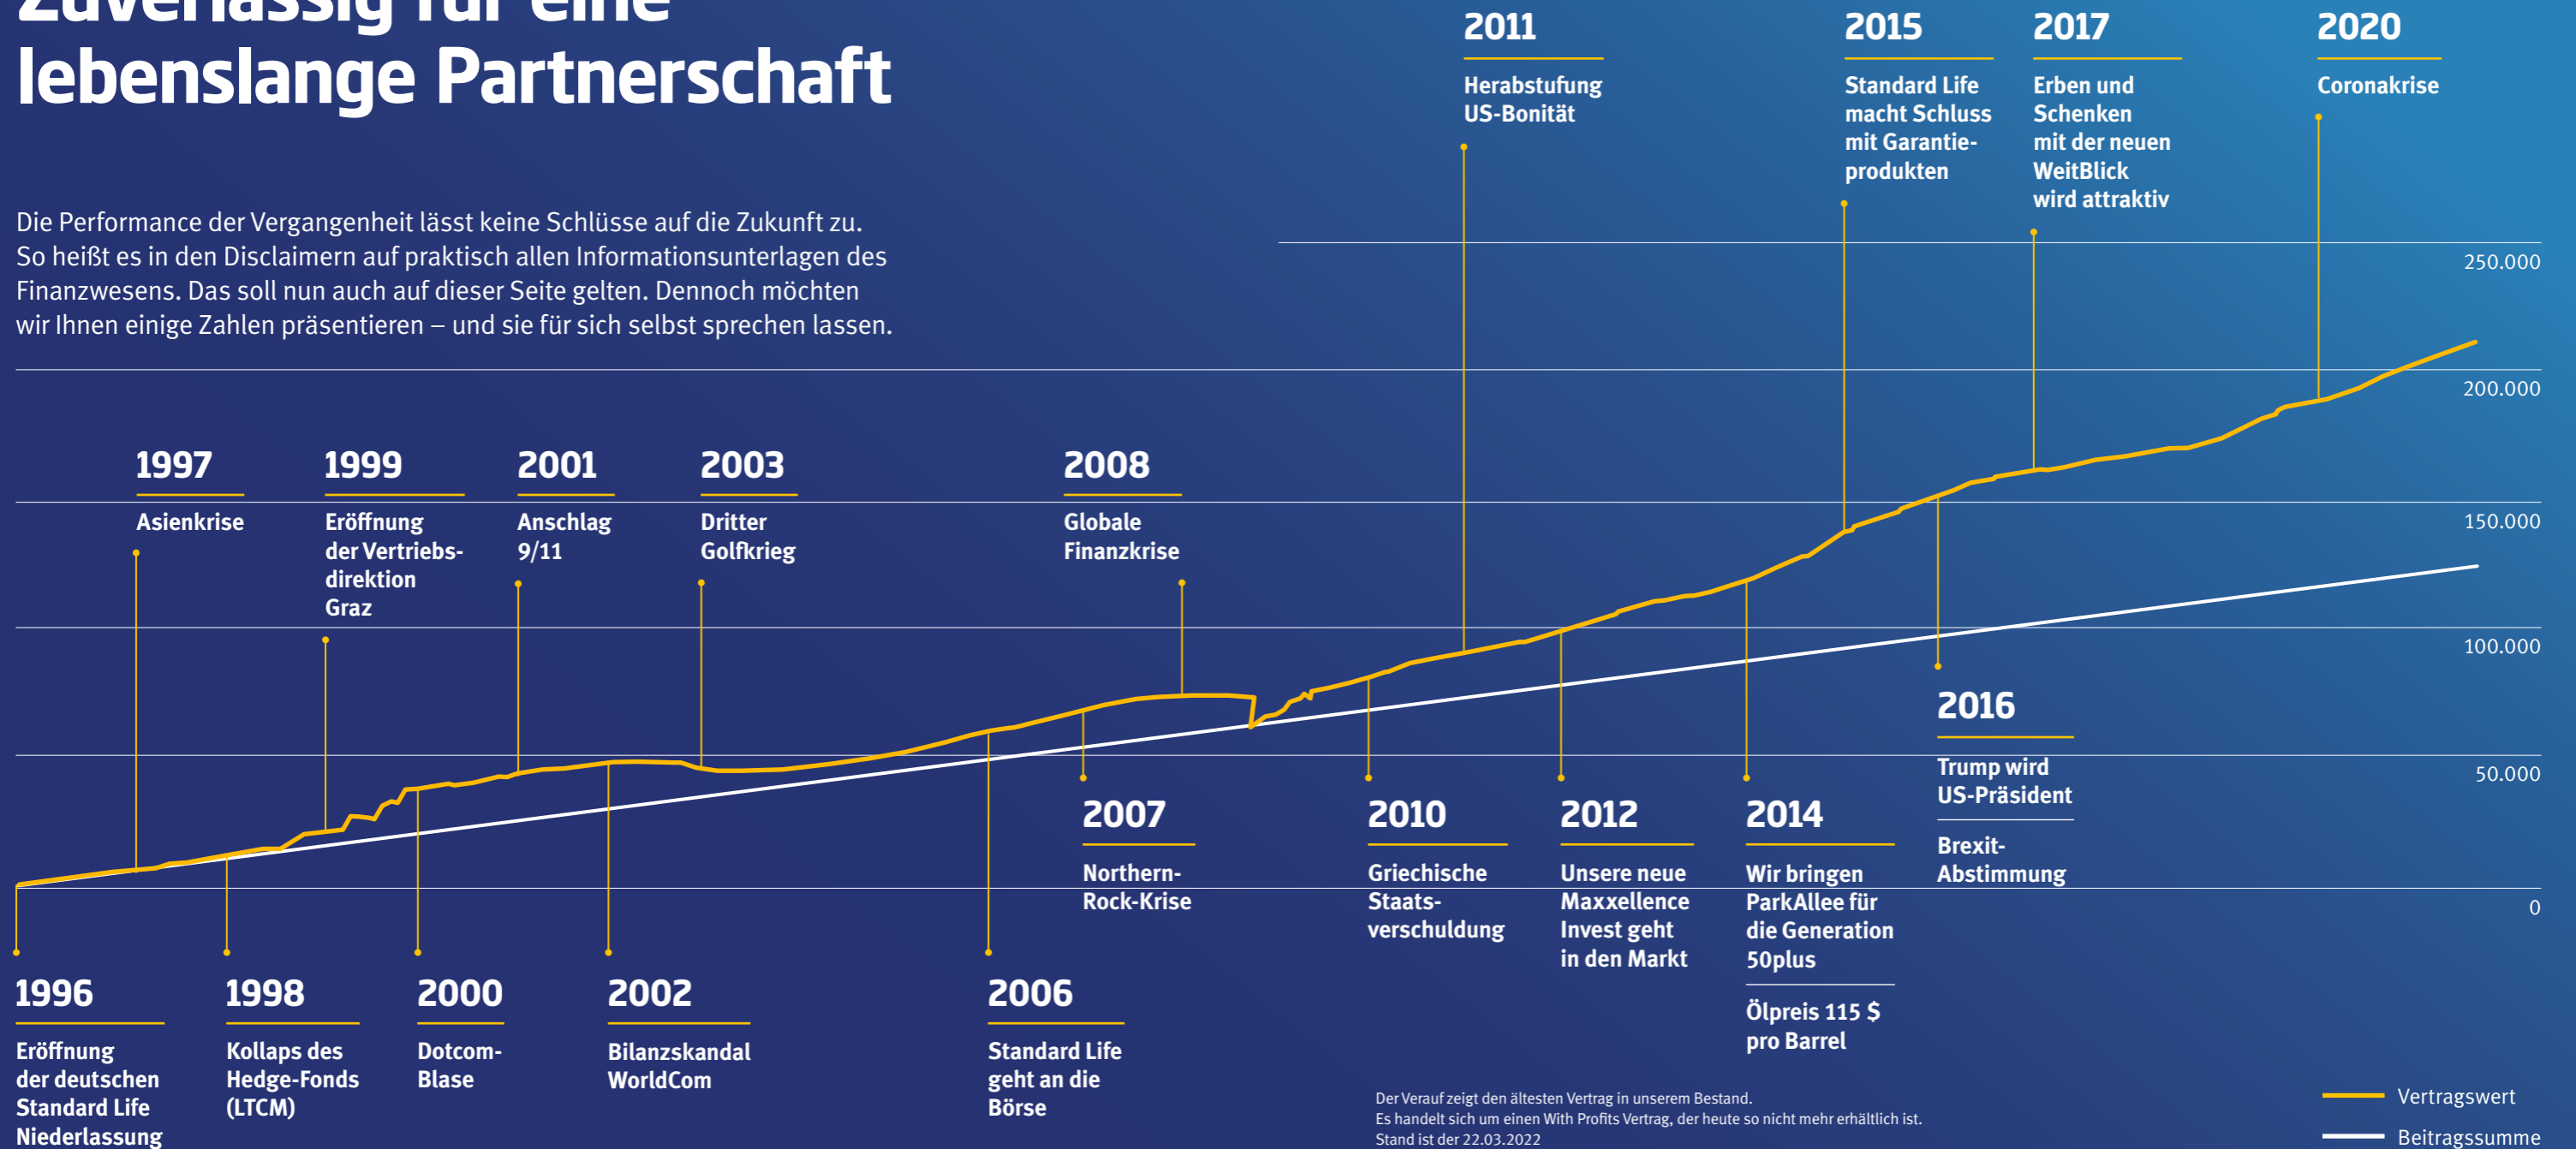 Zuverlässig für eine
lebenslange Partnerschaft
Die Performance der Vergangenheit lässt keine Schlüsse auf die Zukunft zu.
So heißt es in den Disclaimern auf praktisch allen Informationsunterlagen des
Finanzwesens. Das soll nun auch auf dieser Seite gelten. Dennoch möchten
wir Ihnen einige Zahlen präsentieren – und sie für sich selbst sprechen lassen.
2011
Herabstufung
US-Bonität
2015
Standard Life
macht Schluss
mit Garantie-
produkten
2017
Erben und
Schenken
mit der neuen
WeitBlick
wird attraktiv
2020
Coronakrise
250.000
200.000
150.000
100.000
50.000
0
1997
Asienkrise
1999
Eröffnung
der Vertriebs-
direktion
Graz
2001
Anschlag
9/11
2003
Dritter
Golfkrieg
2008
Globale
Finanzkrise
2016
Trump wird
US-Präsident
Brexit-
Abstimmung
2007
Northern-
Rock-Krise
2010
Griechische
Staats-
verschuldung
2012
Unsere neue
Maxxellence
Invest geht
in den Markt
2014
Wir bringen
ParkAllee für
die Generation
50plus
Ölpreis 115 $
pro Barrel
1996
Eröffnung
der deutschen
Standard Life
Niederlassung
1998
Kollaps des
Hedge-Fonds
(LTCM)
2000
Dotcom-
Blase
2002
Bilanzskandal
WorldCom
2006
Standard Life
geht an die
Börse
Der Verauf zeigt den ältesten Vertrag in unserem Bestand.
Es handelt sich um einen With Profits Vertrag, der heute so nicht mehr erhältlich ist.
Stand ist der 22.03.2022
Vertragswert
Beitragssumme